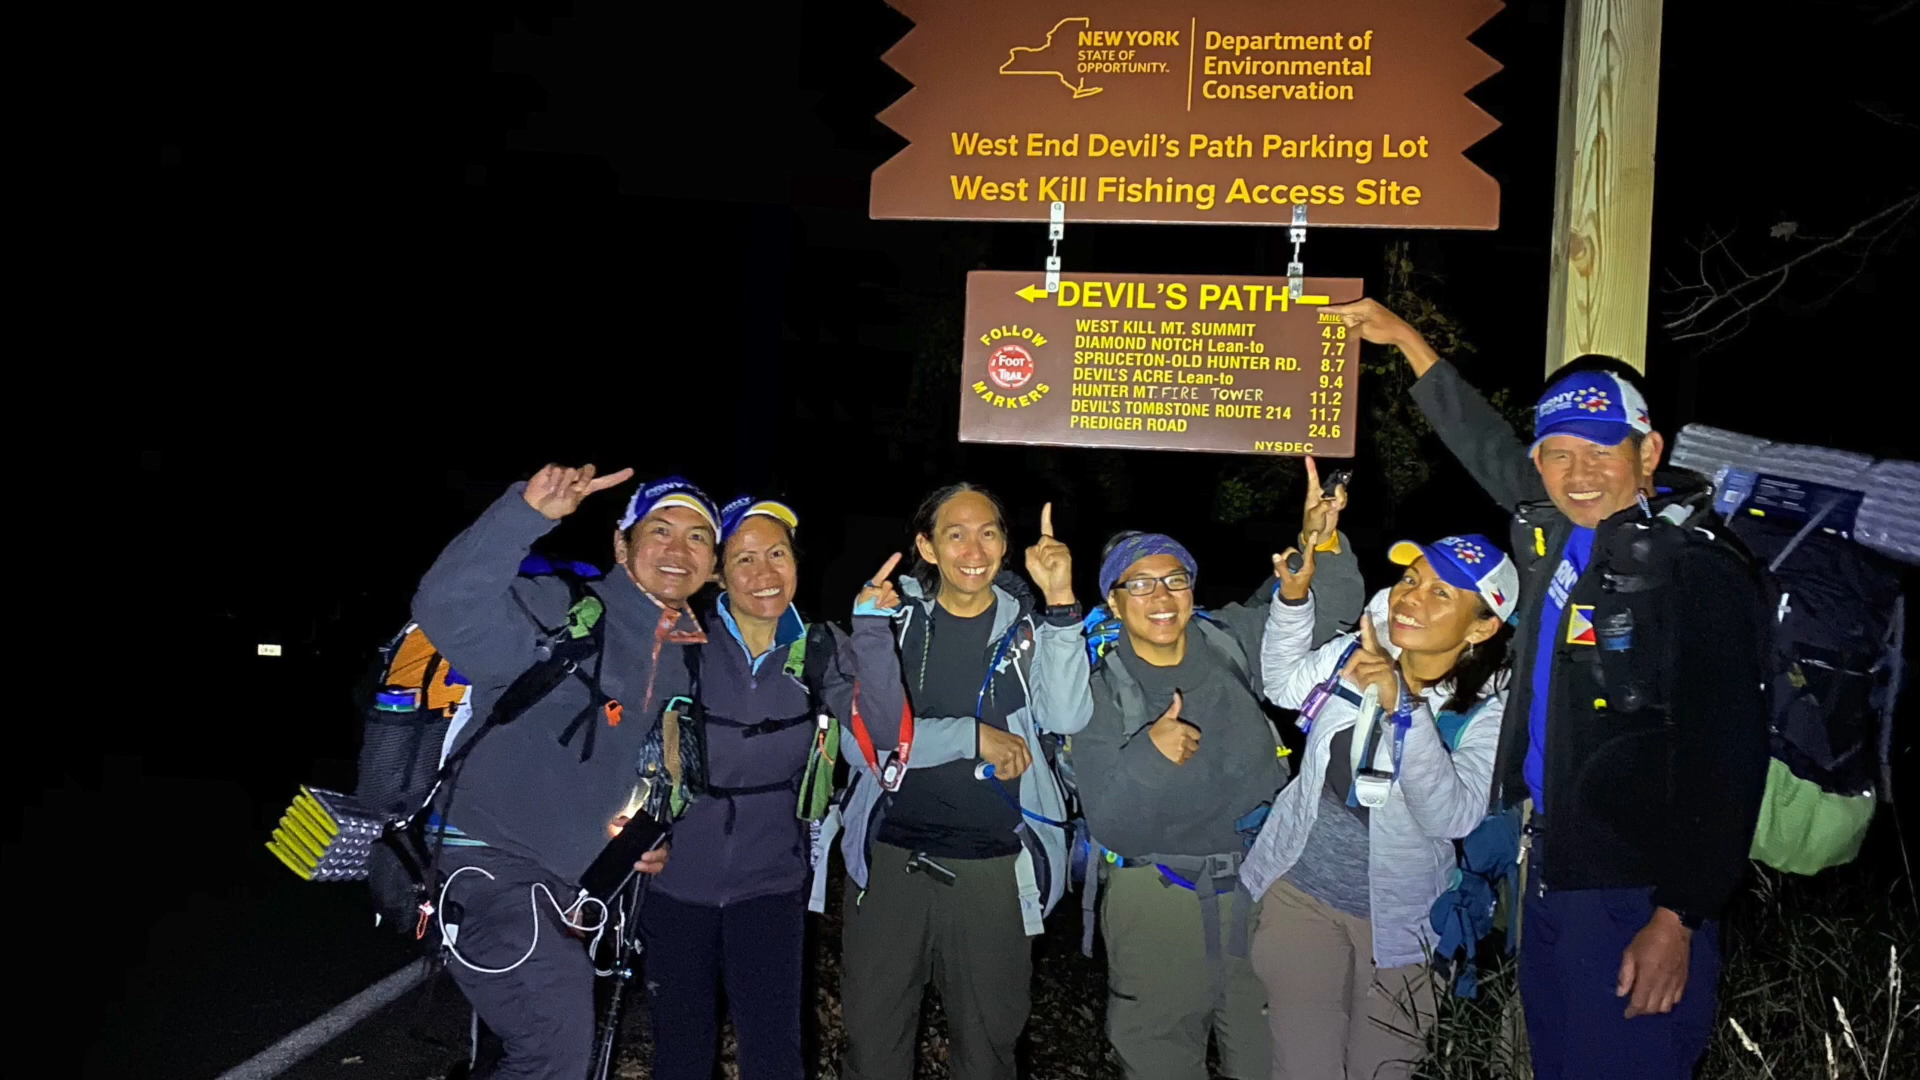 NEW YORK
STATE OF
OPPORTUNITY™
Department of
Environmental
Conservation
West End Devil's Path Parking Lot
West Kill Fishing Access Site
DEVIL'S PATH
FOLLOW
FOOT
TRAIL
MARKERS
WEST KILL MT. SUMMIT 4.8
DIAMOND NOTCH Lean-to 7.7
SPRUCETON-OLD HUNTER RD. 8.7
DEVIL'S ACRE Lean-to 9.4
HUNTER MT. FIRE TOWER 11.2
DEVIL'S TOMBSTONE ROUTE 214 11.7
PREDIGER ROAD 24.6
NYSDEC